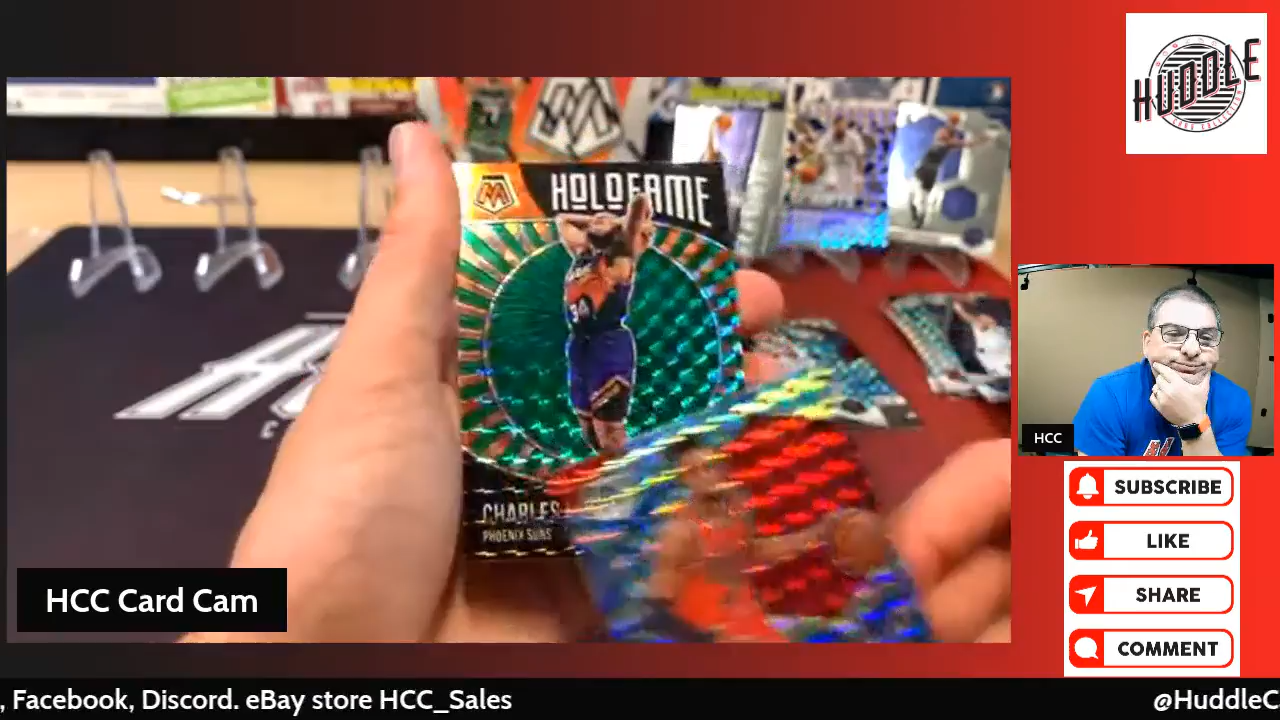 HUDDLE
HOLOFAME
CHARLES
PHOENIX SUNS
34
HCC
SUBSCRIBE
LIKE
SHARE
COMMENT
HCC Card Cam
, Facebook, Discord. eBay store HCC_Sales
@HuddleC